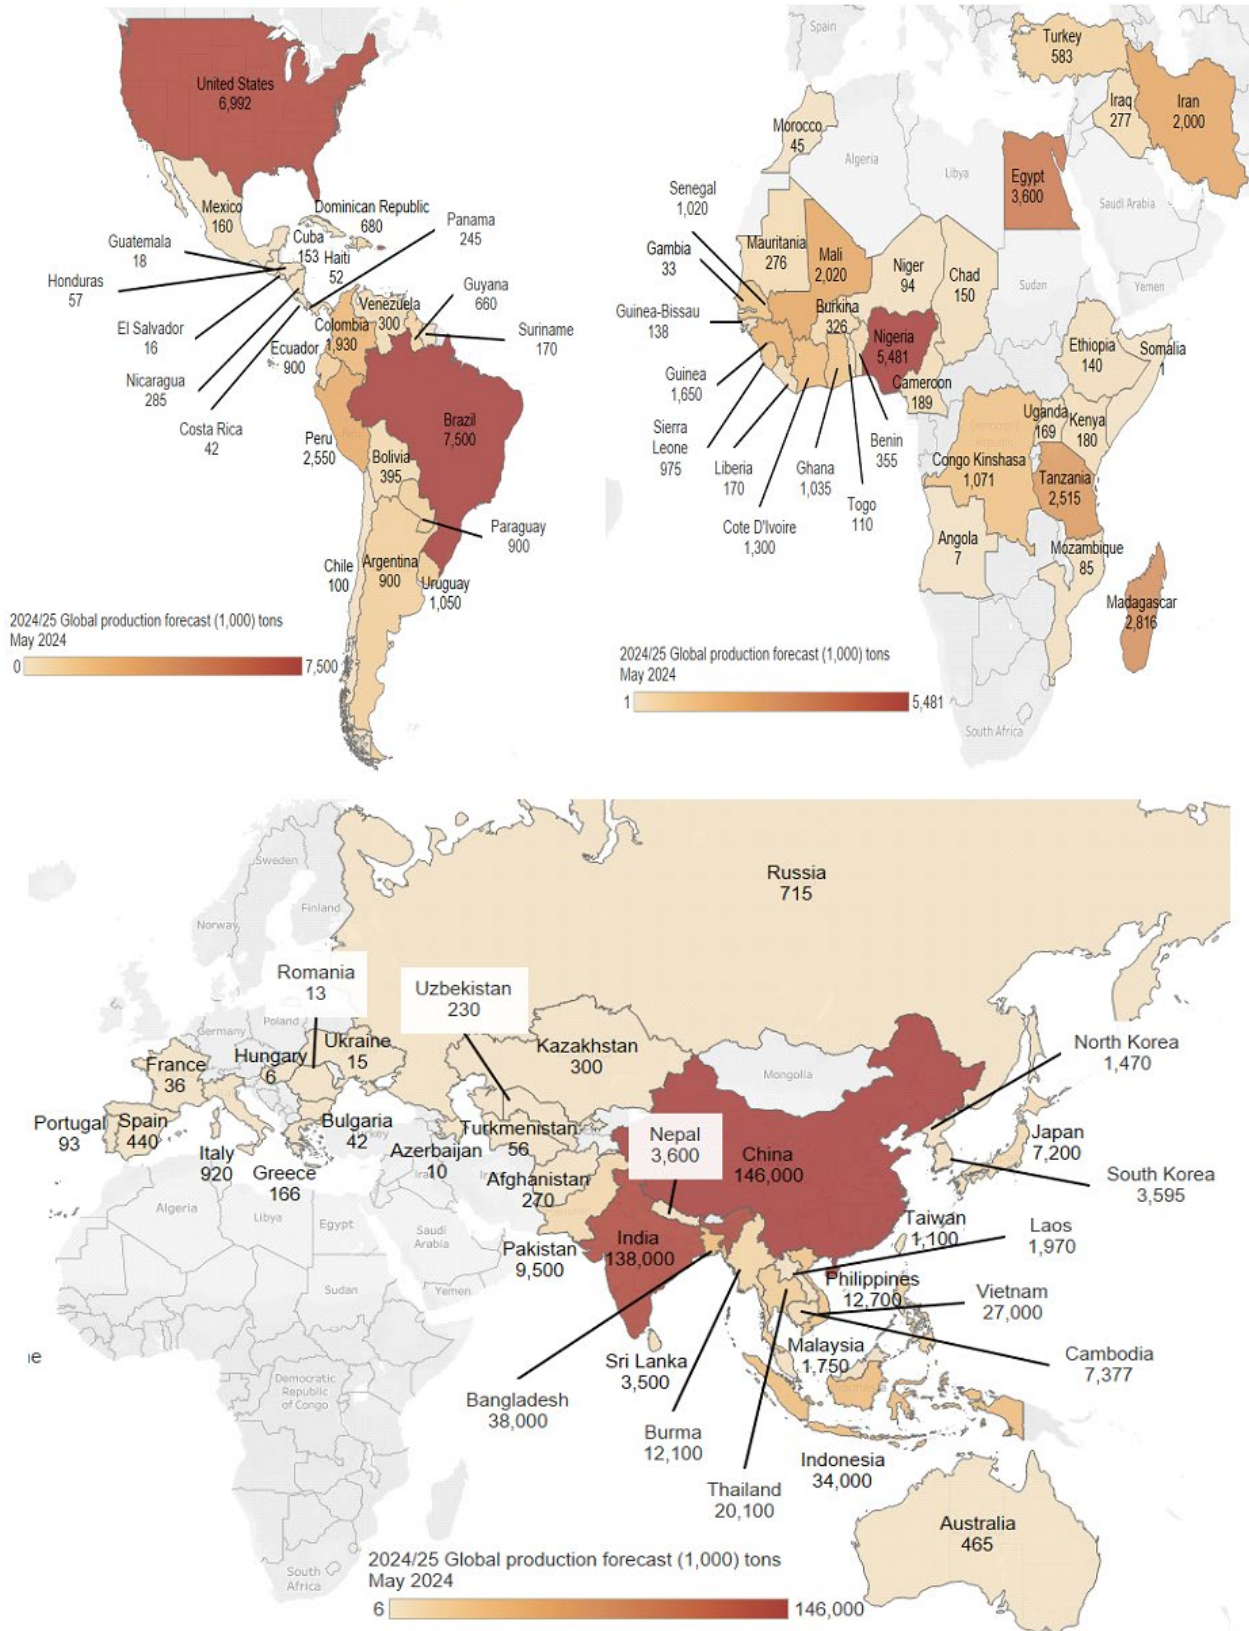 United States
6,992
Mexico
160
Dominican Republic
680
Cuba
153
Haiti
52
Panama
245
Guatemala
18
Honduras
57
El Salvador
16
Nicaragua
285
Costa Rica
42
Guyana
660
Venezuela
300
Suriname
170
Colombia
1,930
Ecuador
900
Brazil
7,500
Peru
2,550
Bolivia
395
Paraguay
900
Chile
100
Argentina
900
Uruguay
1,050
2024/25 Global production forecast (1,000) tons
May 2024
0
7,500
Spain
Turkey
583
Iraq
277
Iran
2,000
Morocco
45
Algeria
Libya
Egypt
3,600
Saudi Arabia
Senegal
1,020
Gambia
33
Guinea-Bissau
138
Mauritania
276
Mali
2,020
Niger
94
Chad
150
Sudan
Yemen
Burkina
326
Nigeria
5,481
Ethiopia
140
Somalia
1
Guinea
1,650
Cameroon
189
Sierra
Leone
975
Liberia
170
Cote D'Ivoire
1,300
Ghana
1,035
Togo
110
Benin
355
Uganda
169
Kenya
180
Democratic
Republic
Congo Kinshasa
1,071
Tanzania
2,515
Angola
7
Mozambique
85
Madagascar
2,816
South Africa
2024/25 Global production forecast (1,000) tons
May 2024
1
5,481
Russia
715
Sweden
Finland
Norway
Romania
13
Uzbekistan
230
Germany
Poland
Ukraine
15
Hungary
6
France
36
Kazakhstan
300
Mongolia
North Korea
1,470
Portugal
93
Spain
440
Italy
920
Greece
166
Bulgaria
42
Azerbaijan
10
Turkmenistan
56
Afghanistan
270
Nepal
3,600
China
146,000
Japan
7,200
South Korea
3,595
Algeria
Libya
Egypt
Saudi
Arabia
Pakistan
9,500
India
138,000
Taiwan
1,100
Laos
1,970
Sudan
Yemen
Philippines
12,700
Vietnam
27,000
Malaysia
1,750
Cambodia
7,377
Sri Lanka
3,500
Bangladesh
38,000
Burma
12,100
Thailand
20,100
Indonesia
34,000
Democratic
Republic
of Congo
South
Africa
Australia
465
2024/25 Global production forecast (1,000) tons
May 2024
6
146,000